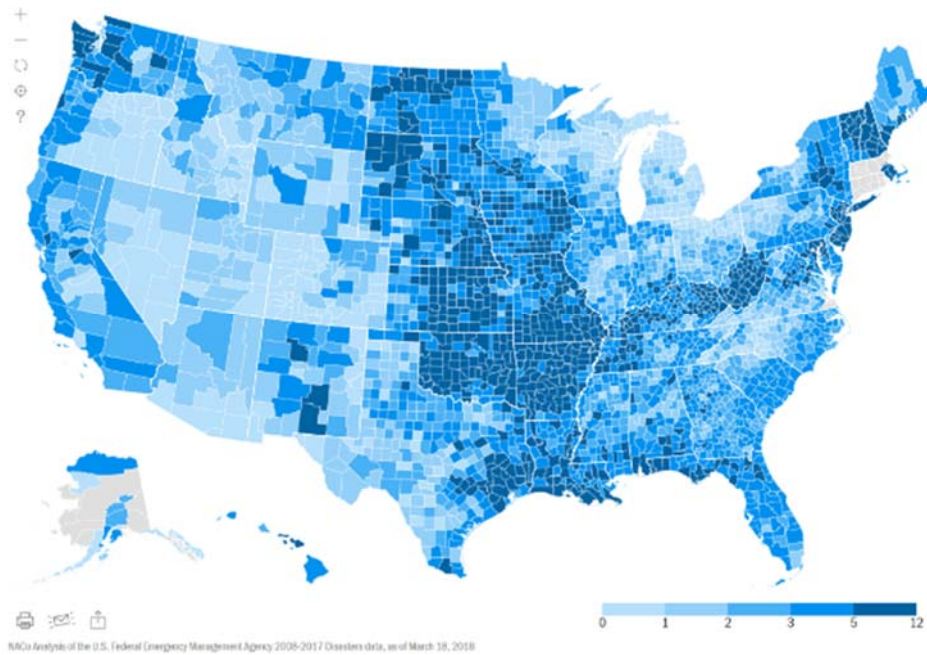 +
−
?
0 1 2 3 5 12
NACo Analysis of the U.S. Federal Emergency Management Agency 2008-2017 Disasters data, as of March 18, 2018